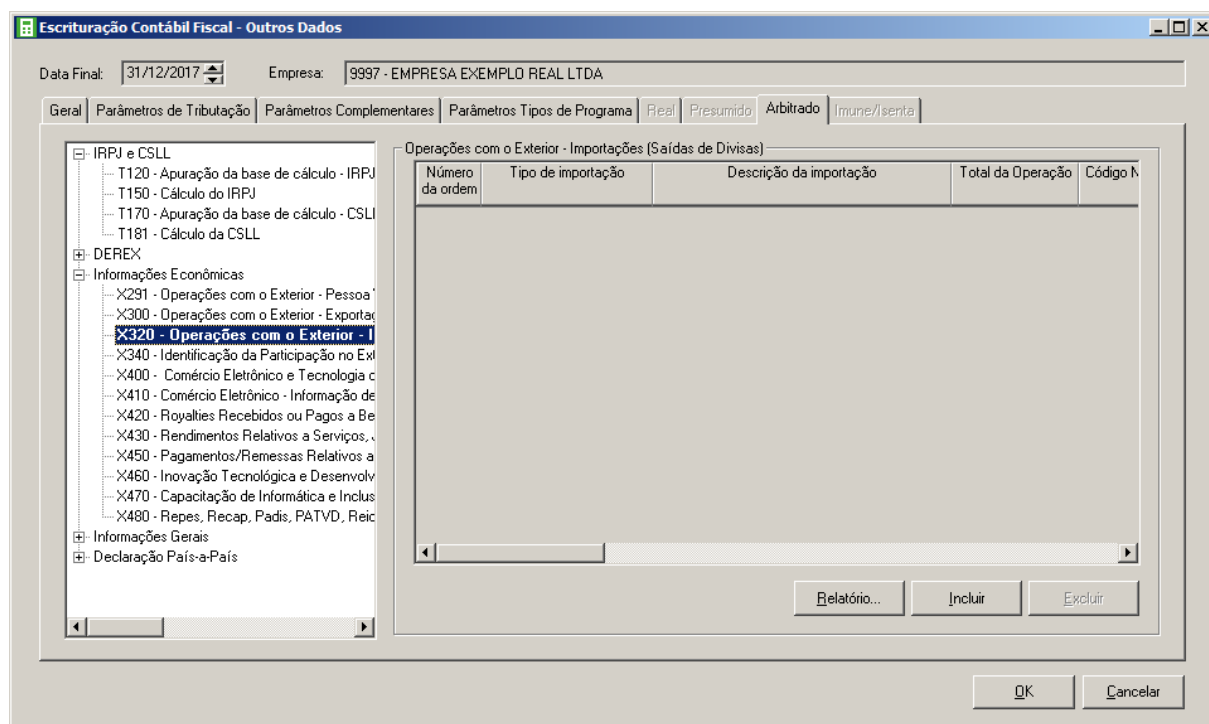 Escrituração Contábil Fiscal - Outros Dados
Data Final: 31/12/2017 Empresa: 9997 - EMPRESA EXEMPLO REAL LTDA
Geral Parâmetros de Tributação Parâmetros Complementares Parâmetros Tipos de Programa Real Presumido Arbitrado Imune/Isenta
IRPJ e CSLL
T120 - Apuração da base de cálculo - IRPJ
T150 - Cálculo do IRPJ
T170 - Apuração da base de cálculo - CSLL
T181 - Cálculo da CSLL
DEREX
Informações Econômicas
X291 - Operações com o Exterior - Pessoa
X300 - Operações com o Exterior - Exportaç
X320 - Operações com o Exterior - I
X340 - Identificação da Participação no Ext
X400 - Comércio Eletrônico e Tecnologia d
X410 - Comércio Eletrônico - Informação de
X420 - Royalties Recebidos ou Pagos a Be
X430 - Rendimentos Relativos a Serviços,
X450 - Pagamentos/Remessas Relativos a
X460 - Inovação Tecnológica e Desenvolv
X470 - Capacitação de Informática e Inclus
X480 - Repes, Recap, Padis, PATVD, Reid
Informações Gerais
Declaração País-a-País
Operações com o Exterior - Importações (Saídas de Divisas)
Número da ordem Tipo de importação Descrição da importação Total da Operação Código N
Relatório... Incluir Excluir
OK Cancelar